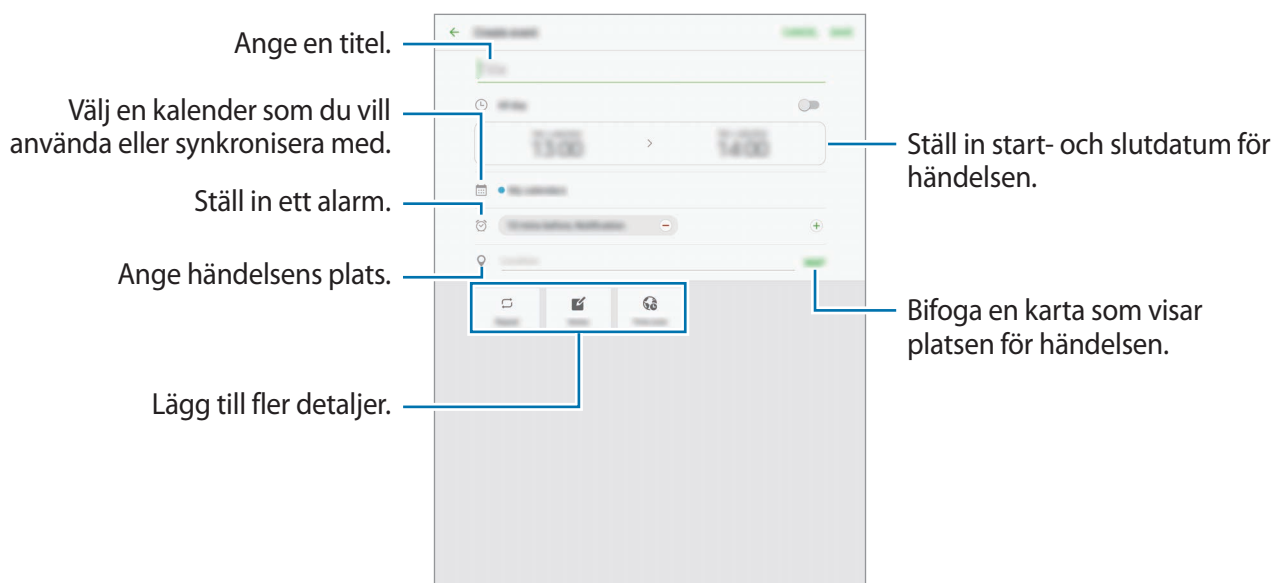 Ange en titel.
Välj en kalender som du vill
använda eller synkronisera med.
Ställ in ett alarm.
Ange händelsens plats.
Lägg till fler detaljer.
Ställ in start- och slutdatum för
händelsen.
Bifoga en karta som visar
platsen för händelsen.
13:00
14:00